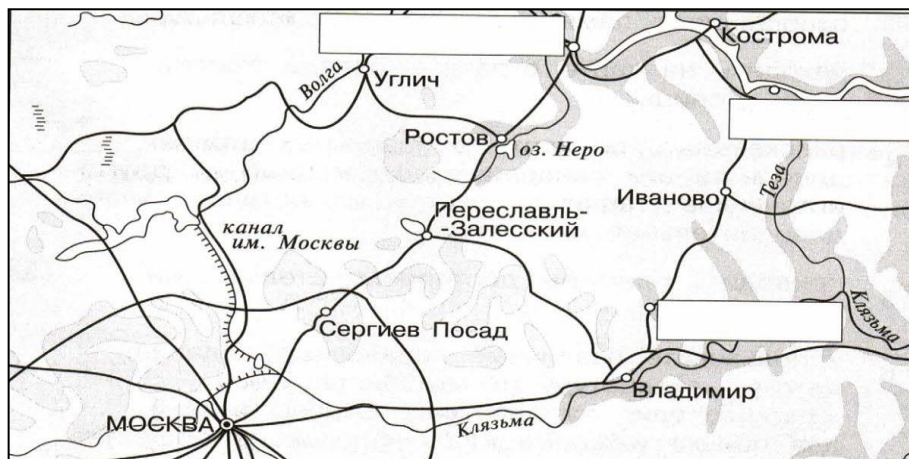 Кострома
Волга
Углич
Ростов
оз. Неро
Теза
Иваново
Переславль-
-Залесский
канал
им. Москвы
Клязьма
Сергиев Посад
Владимир
МОСКВА
Клязьма